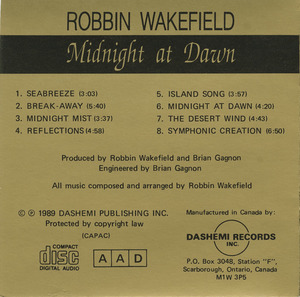 ROBBIN WAKEFIELD
Midnight at Dawn
1. SEABREEZE (3:03)
2. BREAK-AWAY (5:40)
3. MIDNIGHT MIST (3:37)
4. REFLECTIONS (4:58)
5. ISLAND SONG (3:57)
6. MIDNIGHT AT DAWN (4:20)
7. THE DESERT WIND (4:43)
8. SYMPHONIC CREATION (6:50)
Produced by Robbin Wakefield and Brian Gagnon
Engineered by Brian Gagnon
All music composed and arranged by Robbin Wakefield
© ℗ 1989 DASHEMI PUBLISHING INC.
Protected by copyright law
(CAPAC)
COMPACT
disc
DIGITAL AUDIO
A A D
Manufactured in Canada by:
DASHEMI RECORDS
INC.
P.O. Box 3048, Station "F",
Scarborough, Ontario, Canada
M1W 3P5